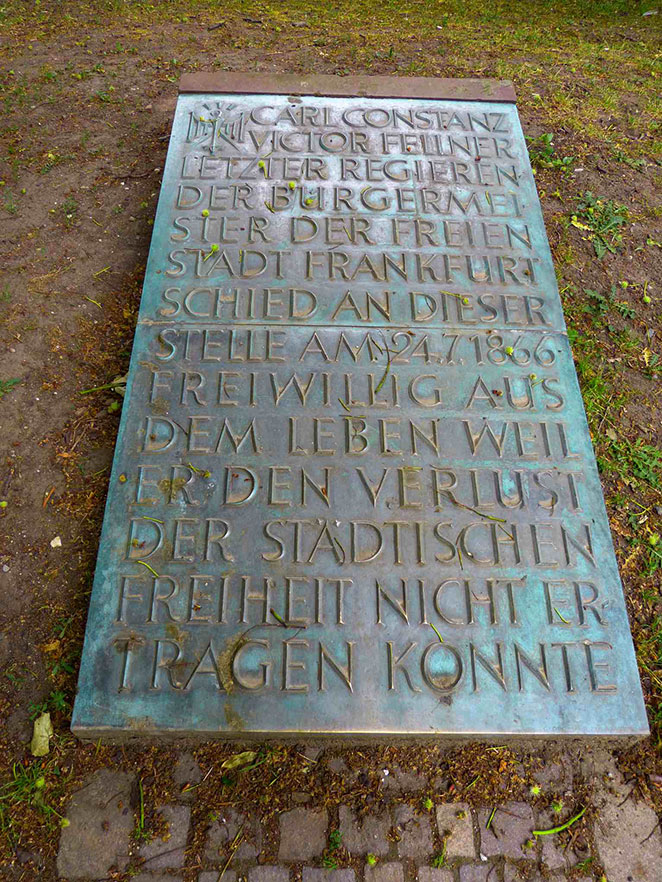 CARL CONSTANZ
VICTOR FELLNER
LETZTER REGIEREN
DER BÜRGERMEI
STER DER FREIEN
STADT FRANKFURT
SCHIED AN DIESER
STELLE AM 24.7.1866
FREIWILLIG AUS
DEM LEBEN WEIL
ER DEN VERLUST
DER STÄDTISCHEN
FREIHEIT NICHT ER-
TRAGEN KONNTE